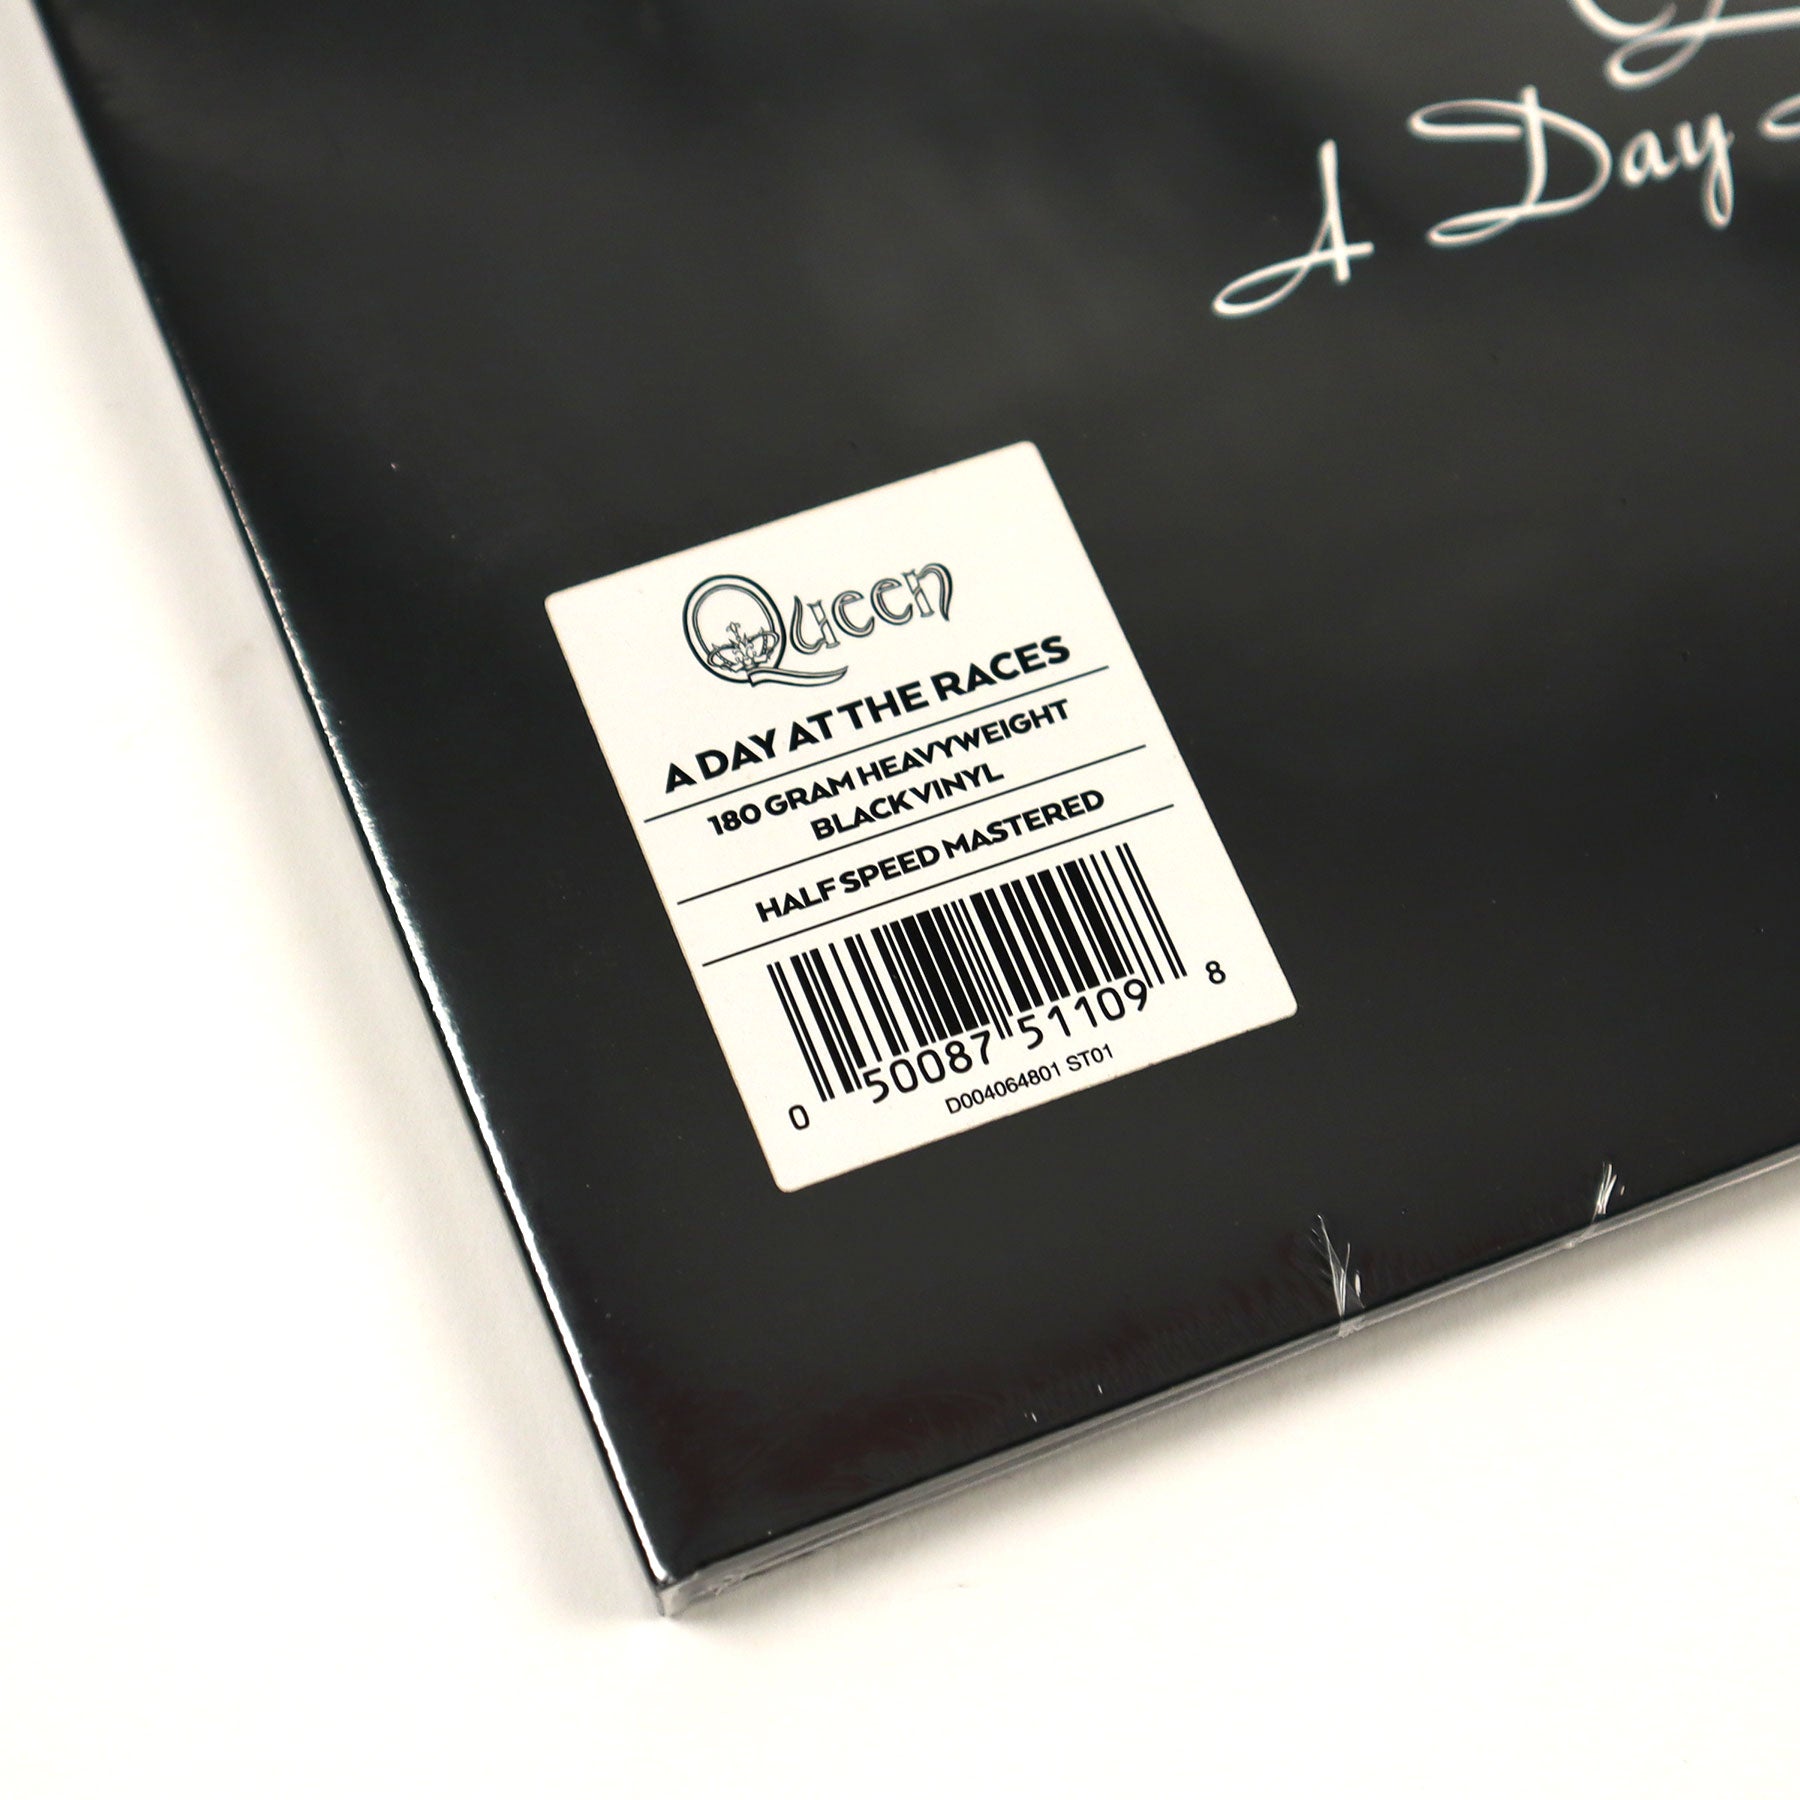 A Day
Queen
A DAY AT THE RACES
180 GRAM HEAVYWEIGHT
BLACK VINYL
HALF SPEED MASTERED
0 50087 51109 8
D004064801 ST01